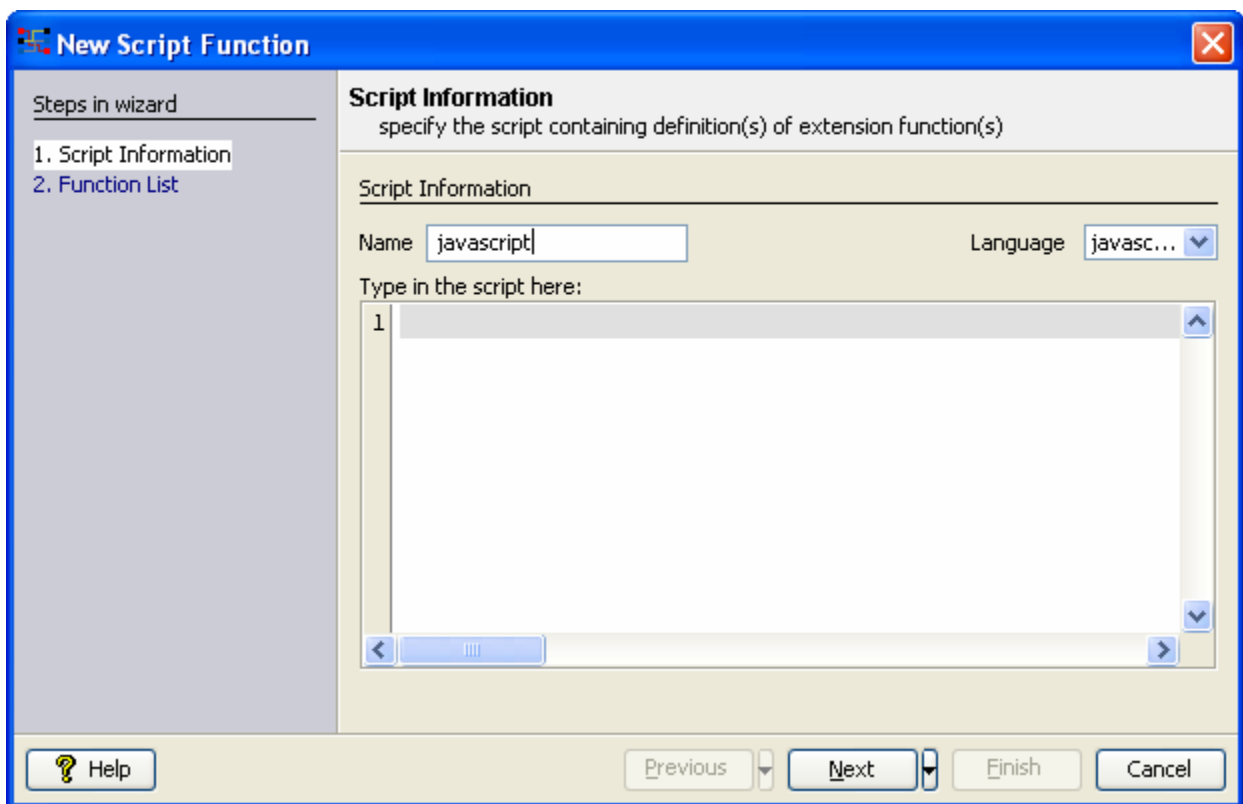 New Script Function
Steps in wizard
1. Script Information
2. Function List
Script Information
specify the script containing definition(s) of extension function(s)
Script Information
Name javascript Language javasc...
Type in the script here:
1
Help Previous Next Finish Cancel